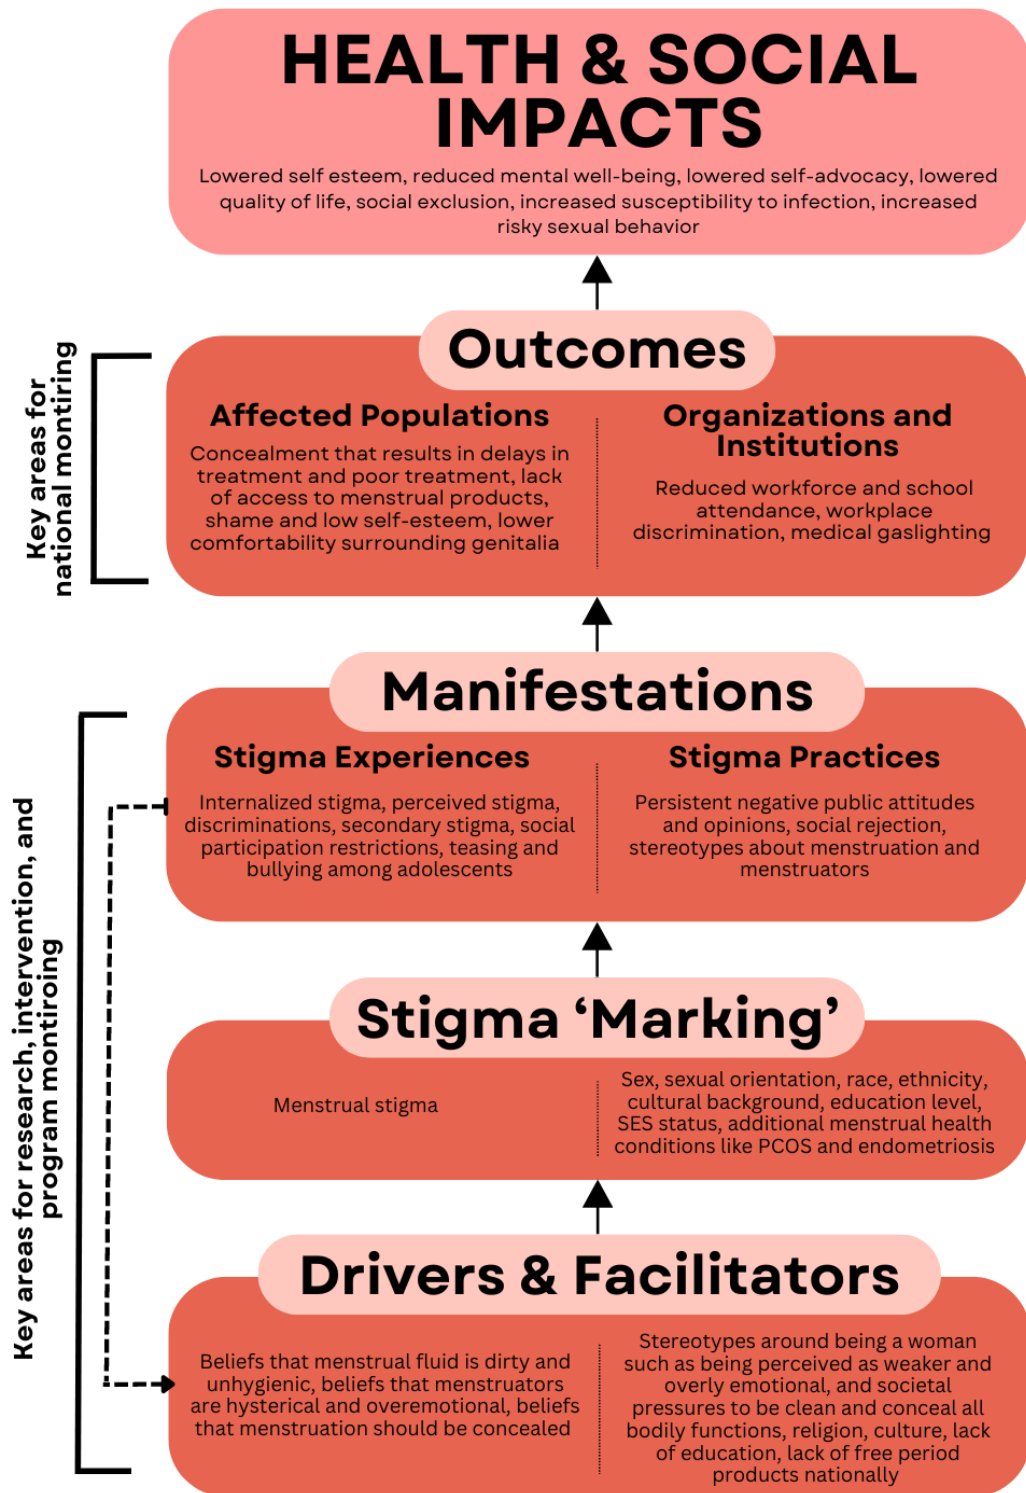 HEALTH & SOCIAL
IMPACTS
Lowered self esteem, reduced mental well-being, lowered self-advocacy, lowered
quality of life, social exclusion, increased susceptibility to infection, increased
risky sexual behavior
Key areas for
national montiring
Outcomes
Affected Populations
Concealment that results in delays in
treatment and poor treatment, lack
of access to menstrual products,
shame and low self-esteem, lower
comfortability surrounding genitalia
Organizations and
Institutions
Reduced workforce and school
attendance, workplace
discrimination, medical gaslighting
Key areas for research, intervention, and
program montiroing
Manifestations
Stigma Experiences
Internalized stigma, perceived stigma,
discriminations, secondary stigma, social
participation restrictions, teasing and
bullying among adolescents
Stigma Practices
Persistent negative public attitudes
and opinions, social rejection,
stereotypes about menstruation and
menstruators
Stigma ‘Marking’
Menstrual stigma
Sex, sexual orientation, race, ethnicity,
cultural background, education level,
SES status, additional menstrual health
conditions like PCOS and endometriosis
Drivers & Facilitators
Beliefs that menstrual fluid is dirty and
unhygienic, beliefs that menstruators
are hysterical and overemotional, beliefs
that menstruation should be concealed
Stereotypes around being a woman
such as being perceived as weaker and
overly emotional, and societal
pressures to be clean and conceal all
bodily functions, religion, culture, lack
of education, lack of free period
products nationally